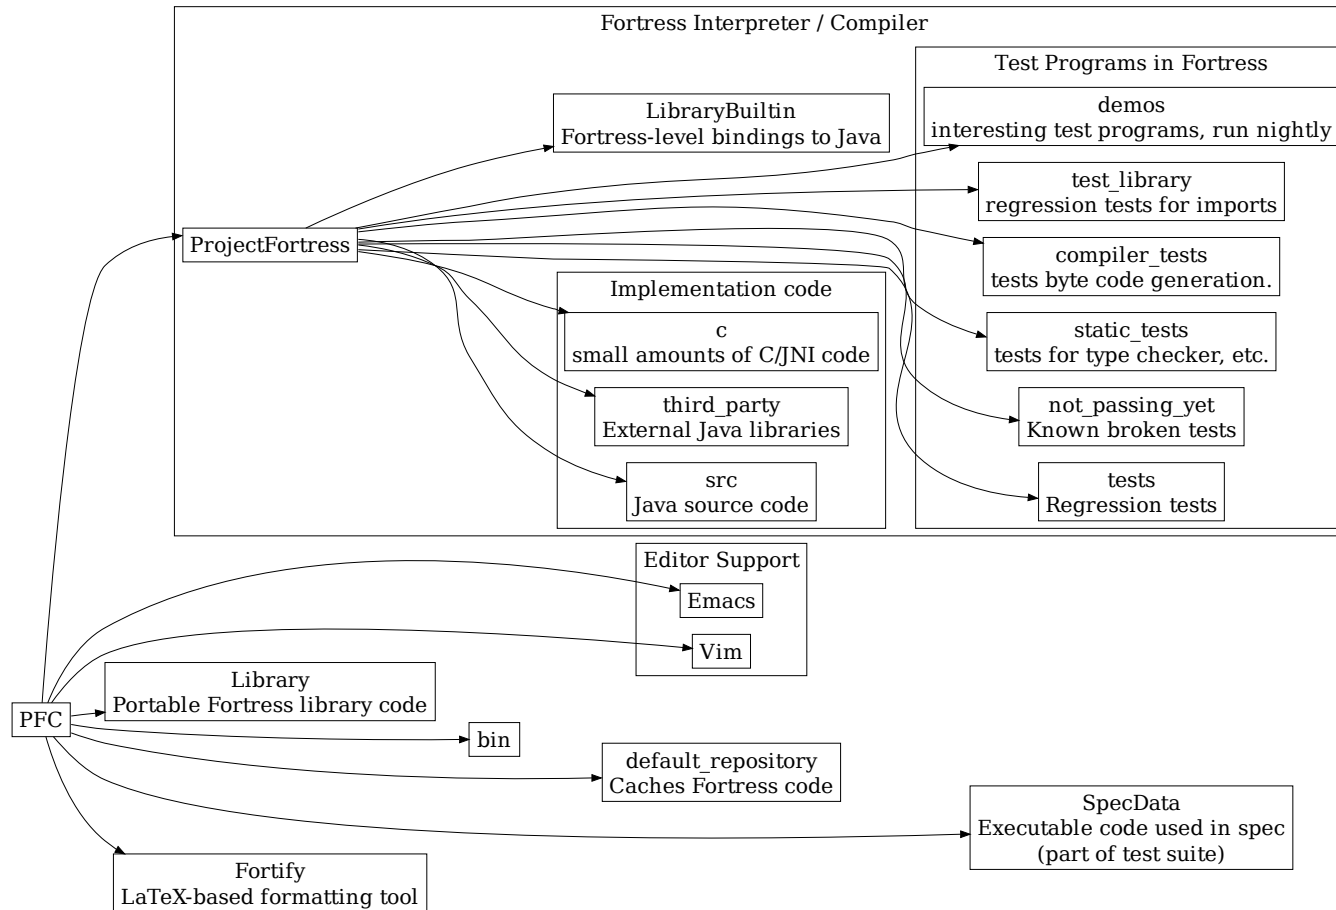 Fortress Interpreter / Compiler
Test Programs in Fortress
demos
interesting test programs, run nightly
LibraryBuiltin
Fortress-level bindings to Java
test_library
regression tests for imports
ProjectFortress
compiler_tests
tests byte code generation.
Implementation code
c
small amounts of C/JNI code
static_tests
tests for type checker, etc.
third_party
External Java libraries
not_passing_yet
Known broken tests
src
Java source code
tests
Regression tests
Editor Support
Emacs
Vim
Library
Portable Fortress library code
PFC
bin
default_repository
Caches Fortress code
SpecData
Executable code used in spec
(part of test suite)
Fortify
LaTeX-based formatting tool